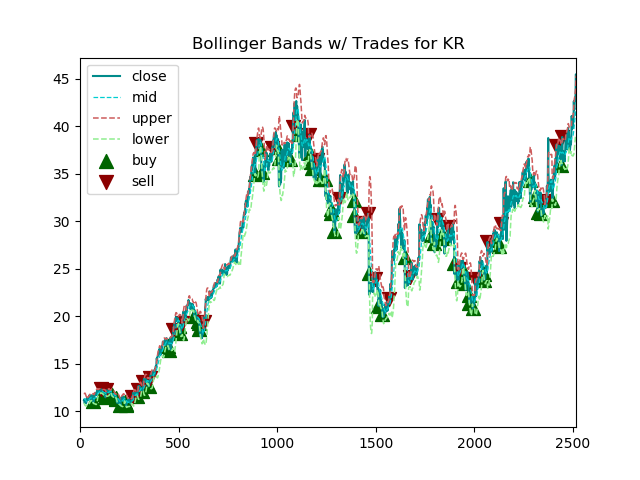 Bollinger Bands w/ Trades for KR
close
mid
upper
lower
buy
sell
45
40
35
30
25
20
15
10
0 500 1000 1500 2000 2500